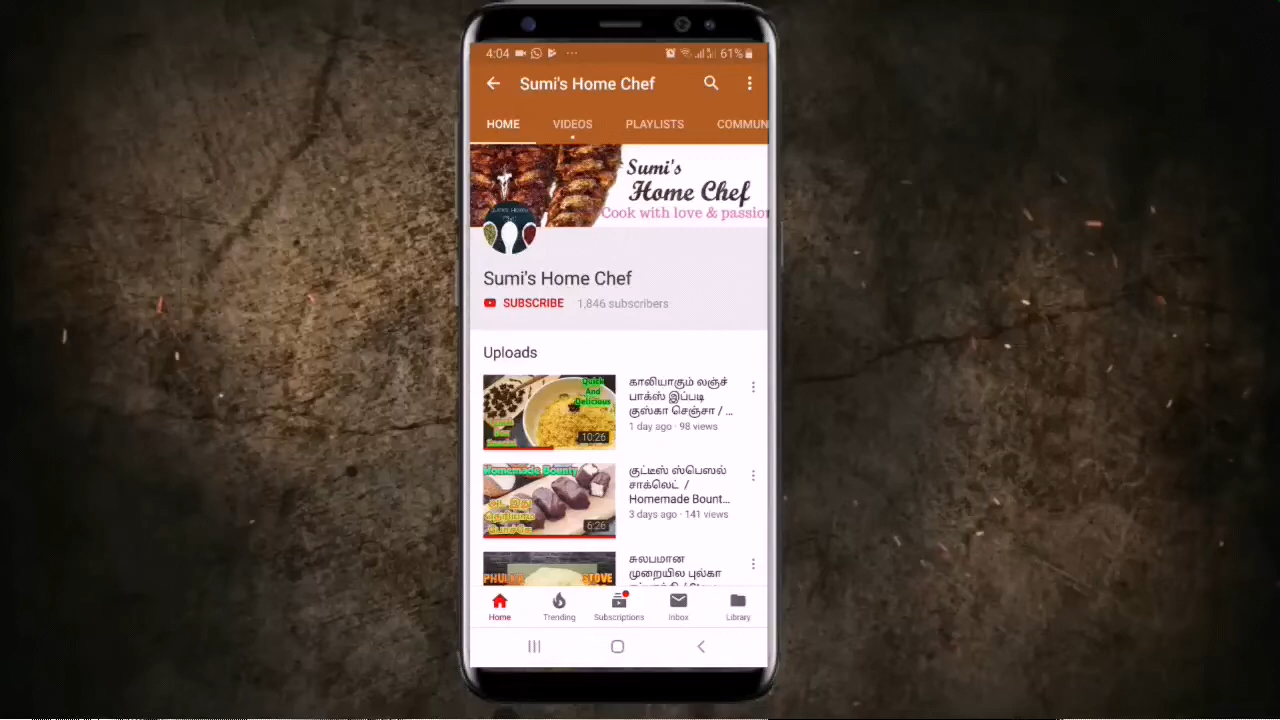 4:04 ··· 61%
Sumi's Home Chef
HOME VIDEOS PLAYLISTS COMMUN
Sumi's
Home Chef
Cook with love & passion
Sumi's Home Chef
SUBSCRIBE 1,846 subscribers
Uploads
Quick
And
Delicious
10:26
காலியாகும் லஞ்ச்
பாக்ஸ் இப்படி
குஸ்கா செஞ்சா / ...
1 day ago · 98 views
Homemade Bounty
6:26
குட்டீஸ் ஸ்பெஸல்
சாக்லெட் /
Homemade Bount...
3 days ago · 141 views
PHULKA STOVE
சுலபமான
முறையில புல்கா
Home Trending Subscriptions Inbox Library